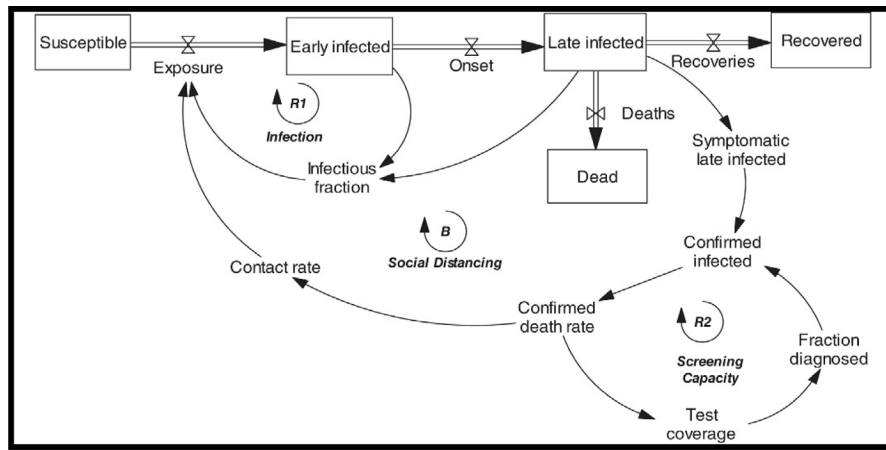 Susceptible
Exposure
Early infected
Onset
Late infected
Recoveries
Recovered
R1
Infection
Deaths
Dead
Symptomatic
late infected
Infectious
fraction
B
Social Distancing
Confirmed
infected
Contact rate
Confirmed
death rate
R2
Screening
Capacity
Fraction
diagnosed
Test
coverage